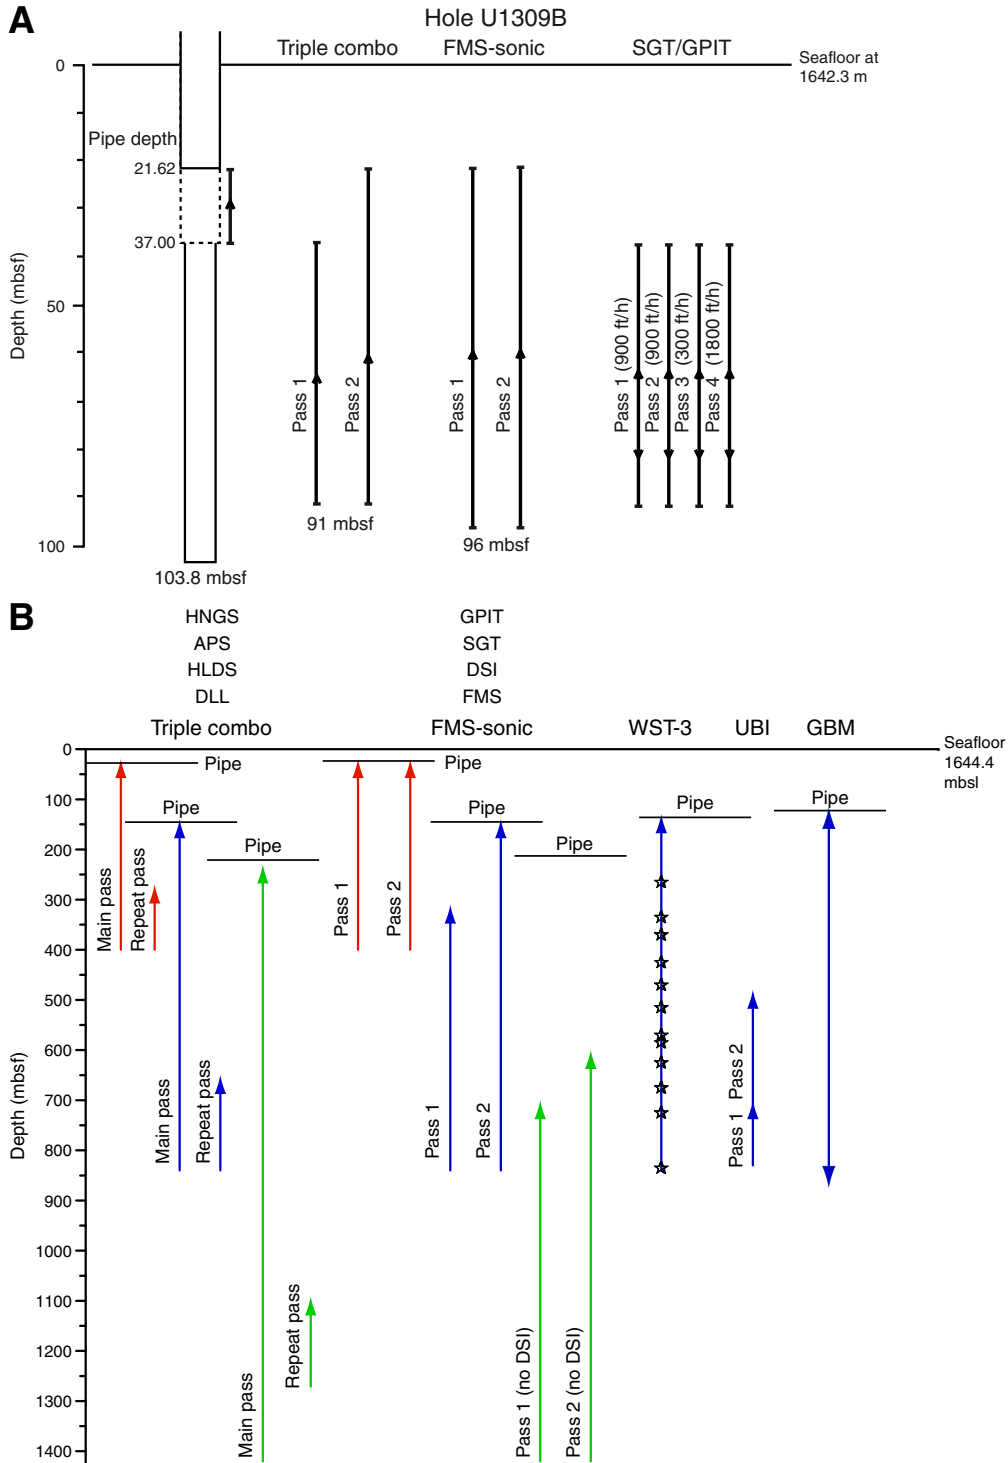 A
Hole U1309B
Triple combo
FMS-sonic
SGT/GPIT
Seafloor at
1642.3 m
0
Pipe depth
21.62
37.00
50
100
Depth (mbsf)
Pass 1
Pass 2
Pass 1
Pass 2
Pass 1 (900 ft/h)
Pass 2 (900 ft/h)
Pass 3 (300 ft/h)
Pass 4 (1800 ft/h)
91 mbsf
96 mbsf
103.8 mbsf
B
HNGS
APS
HLDS
DLL
Triple combo
GPIT
SGT
DSI
FMS
FMS-sonic
WST-3
UBI
GBM
Seafloor
1644.4
mbsl
0
100
200
300
400
500
600
700
800
900
1000
1100
1200
1300
1400
Depth (mbsf)
Pipe
Pipe
Pipe
Pipe
Pipe
Pipe
Pipe
Pipe
Main pass
Repeat pass
Main pass
Repeat pass
Main pass
Repeat pass
Pass 1
Pass 2
Pass 1
Pass 2
Pass 1 (no DSI)
Pass 2 (no DSI)
Pass 1
Pass 2